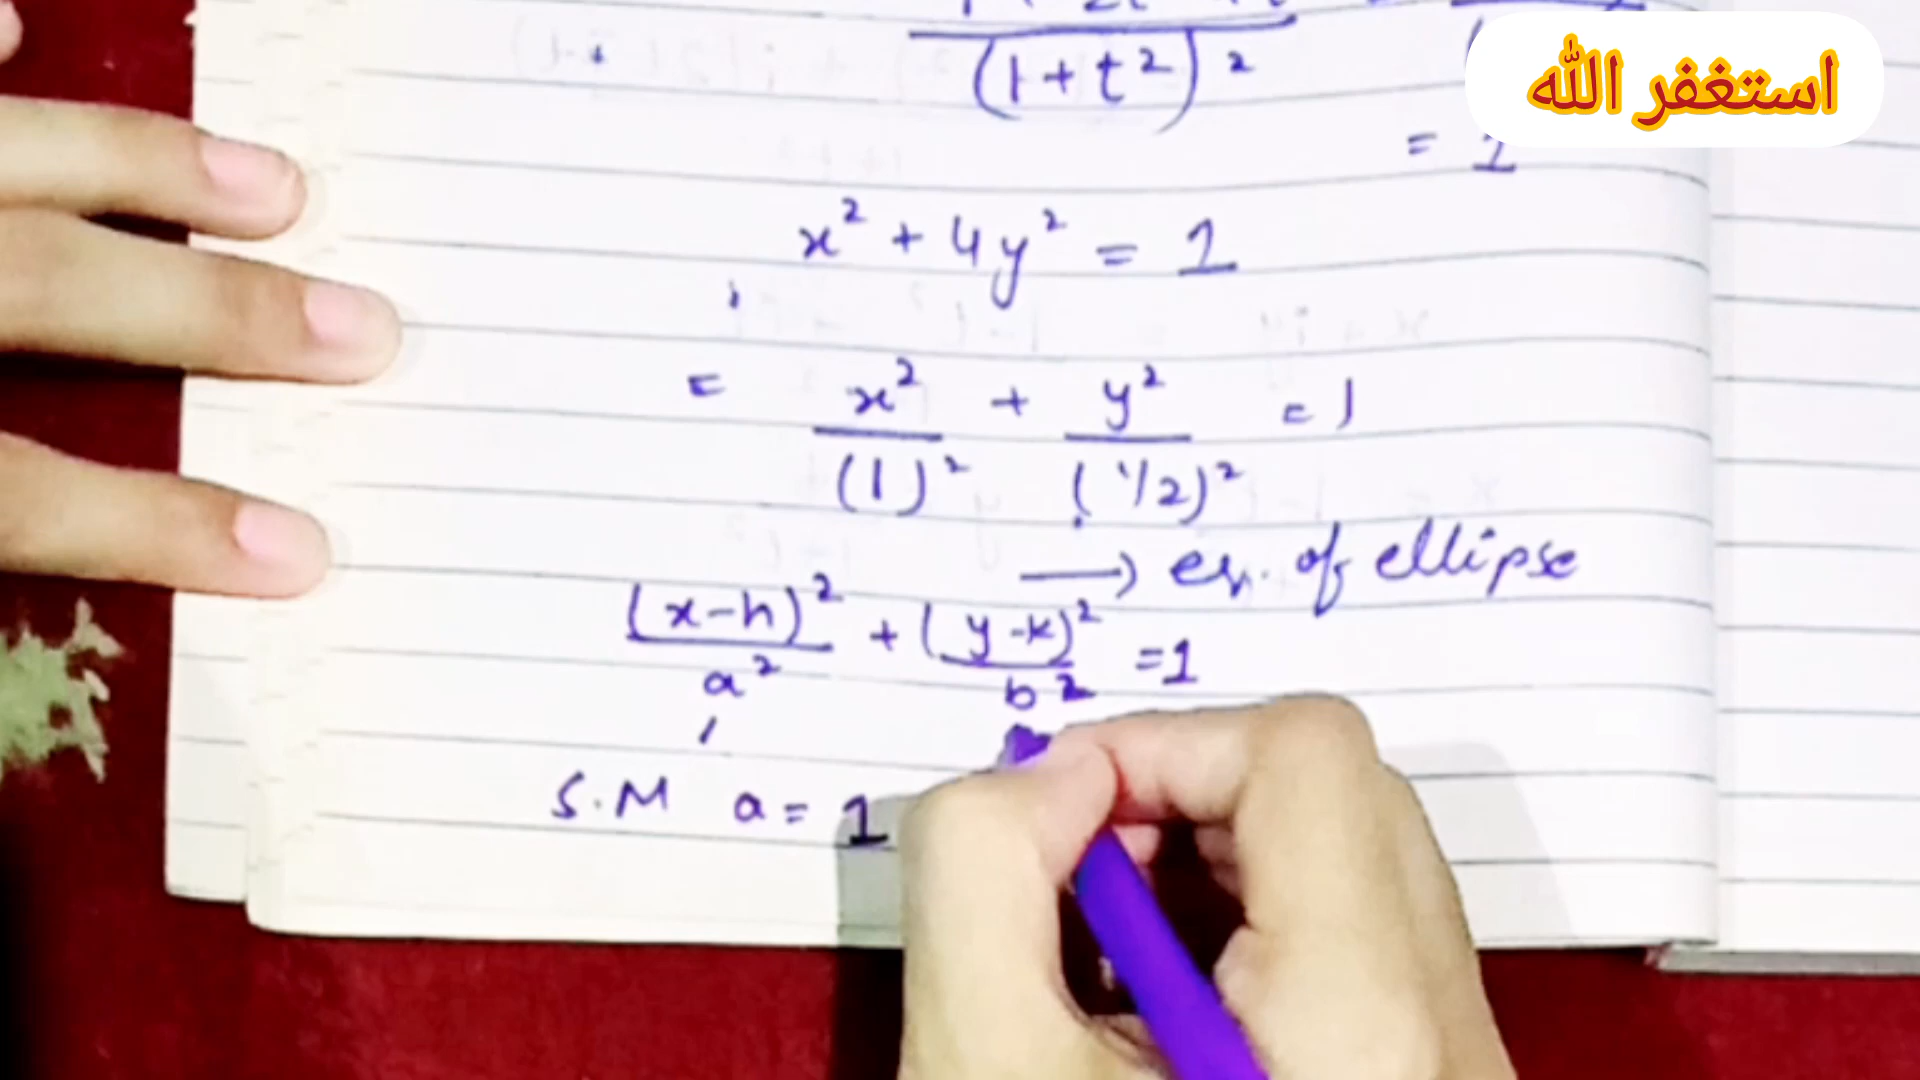 (1+t²)²
استغفر الله
= 1
x² + 4y² = 1
= x²/(1)² + y²/(1/2)² = 1
→ eq. of ellipse
(x-h)²/a² + (y-k)²/b² = 1
S.M a = 1